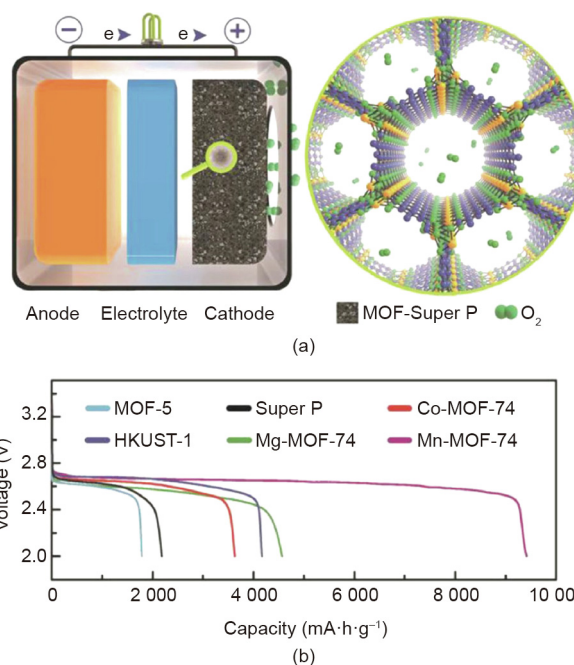 e e
− +
Anode Electrolyte Cathode
MOF-Super P O₂
(a)
MOF-5 Super P Co-MOF-74
HKUST-1 Mg-MOF-74 Mn-MOF-74
Voltage (V)
3.2
2.8
2.4
2.0
0 2 000 4 000 6 000 8 000 10 000
Capacity (mA·h·g⁻¹)
(b)